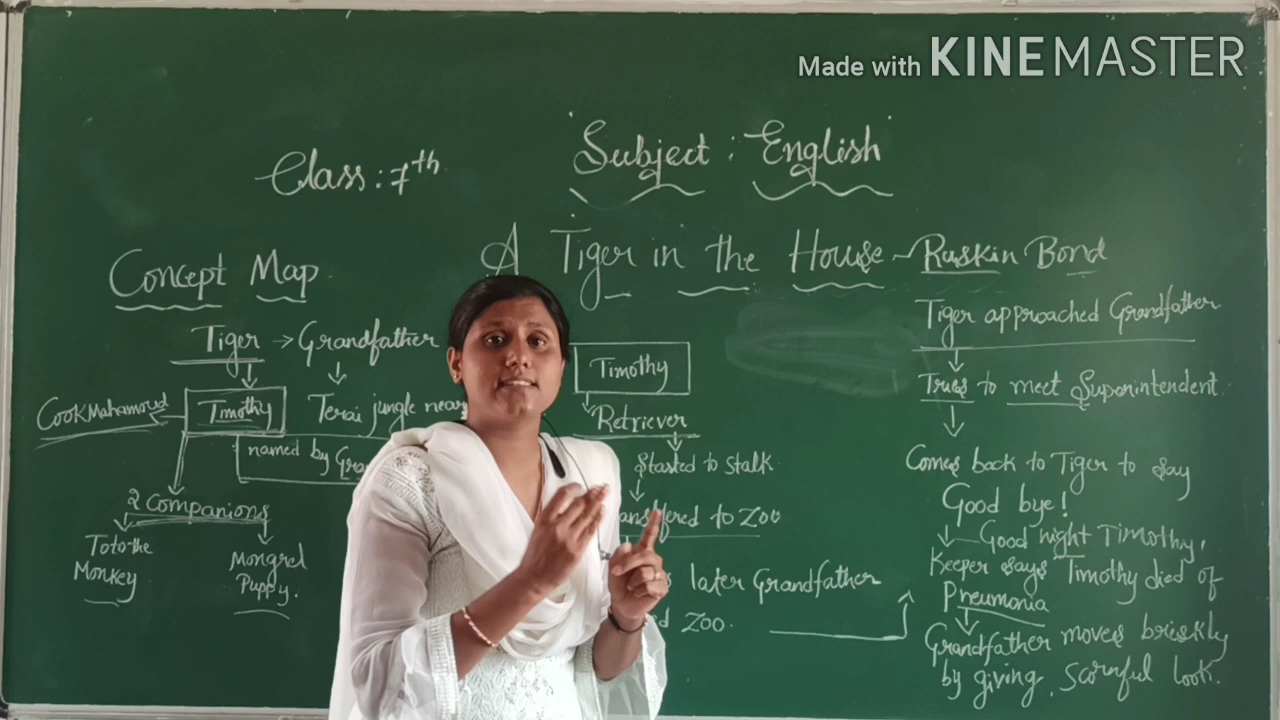 Made with KINEMASTER
Class : 7th
Subject : English
A Tiger in the House - Ruskin Bond
Concept Map
Tiger → Grandfather
Terai jungle near
Cook Mahamoud
Timothy
named by
2 Companions
Toto the
Monkey
Mongrel
Puppy.
Timothy
Retriever
Started to Stalk
to Zoo
later Grandfather
Zoo.
Tiger approached Grandfather
Tries to meet Superintendent
Comes back to Tiger to say
Good bye!
Good night Timothy,
Keeper says Timothy died of
Pneumonia
Grandfather moves briskly
by giving, scornful look.